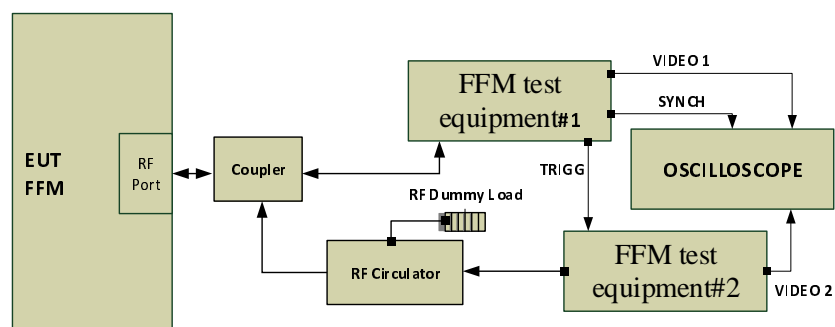 EUT
FFM
RF
Port
Coupler
FFM test
equipment#1
VIDEO 1
SYNCH
OSCILLOSCOPE
TRIGG
RF Dummy Load
RF Circulator
FFM test
equipment#2
VIDEO 2